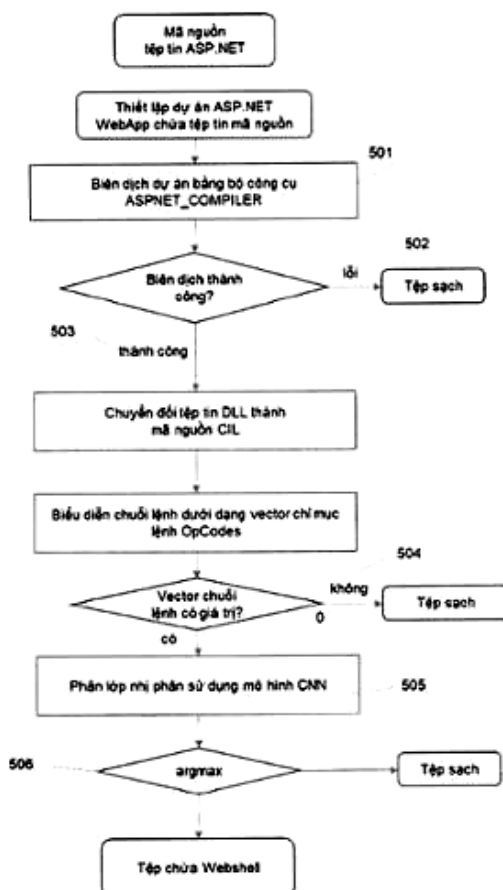 Mã nguồn
tệp tin ASP.NET
Thiết lập dự án ASP.NET
WebApp chứa tệp tin mã nguồn
501
Biên dịch dự án bằng bộ công cụ
ASPNET_COMPILER
502
Biên dịch thành
công?
lỗi
Tệp sạch
503
thành công
Chuyển đổi tệp tin DLL thành
mã nguồn CIL
Biểu diễn chuỗi lệnh dưới dạng vector chỉ mục
lệnh OpCodes
504
Vector chuỗi
lệnh có giá trị?
không
0
Tệp sạch
có
Phân lớp nhị phân sử dụng mô hình CNN
505
506
argmax
Tệp sạch
Tệp chứa Webshell